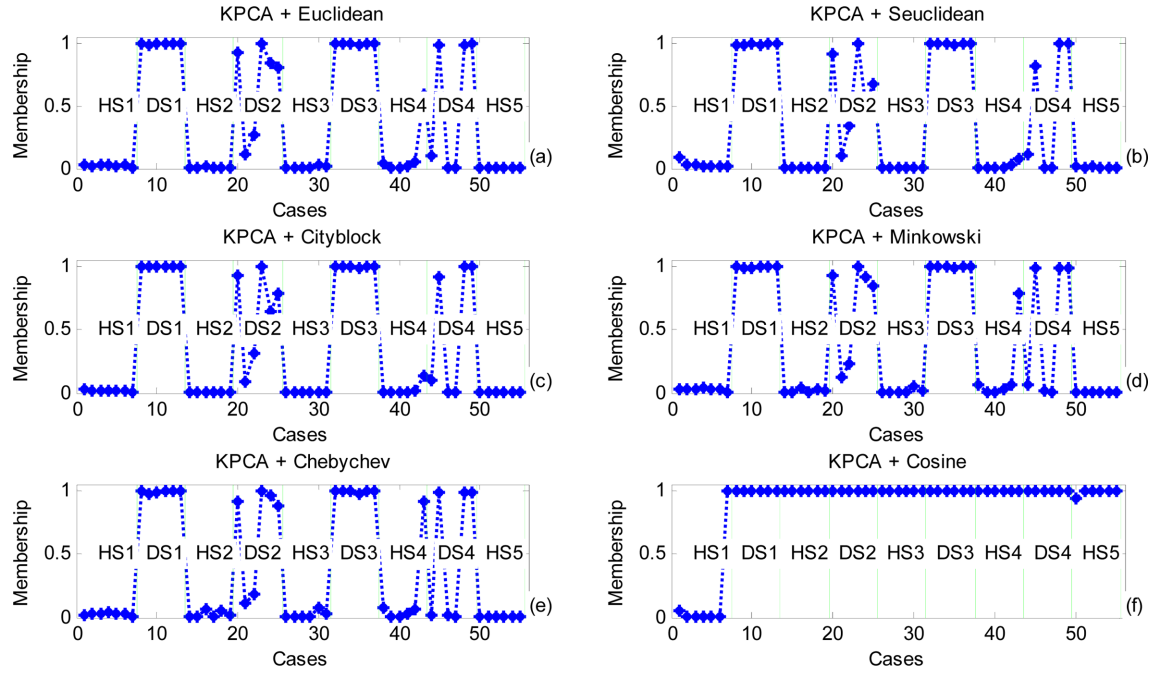 KPCA + Euclidean
1
0.5
0
Membership
HS1 DS1 HS2 DS2 HS3 DS3 HS4 DS4 HS5
(a)
0 10 20 30 40 50
Cases
KPCA + Seuclidean
1
0.5
0
Membership
HS1 DS1 HS2 DS2 HS3 DS3 HS4 DS4 HS5
(b)
0 10 20 30 40 50
Cases
KPCA + Cityblock
1
0.5
0
Membership
HS1 DS1 HS2 DS2 HS3 DS3 HS4 DS4 HS5
(c)
0 10 20 30 40 50
Cases
KPCA + Minkowski
1
0.5
0
Membership
HS1 DS1 HS2 DS2 HS3 DS3 HS4 DS4 HS5
(d)
0 10 20 30 40 50
Cases
KPCA + Chebychev
1
0.5
0
Membership
HS1 DS1 HS2 DS2 HS3 DS3 HS4 DS4 HS5
(e)
0 10 20 30 40 50
Cases
KPCA + Cosine
1
0.5
0
Membership
HS1 DS1 HS2 DS2 HS3 DS3 HS4 DS4 HS5
(f)
0 10 20 30 40 50
Cases